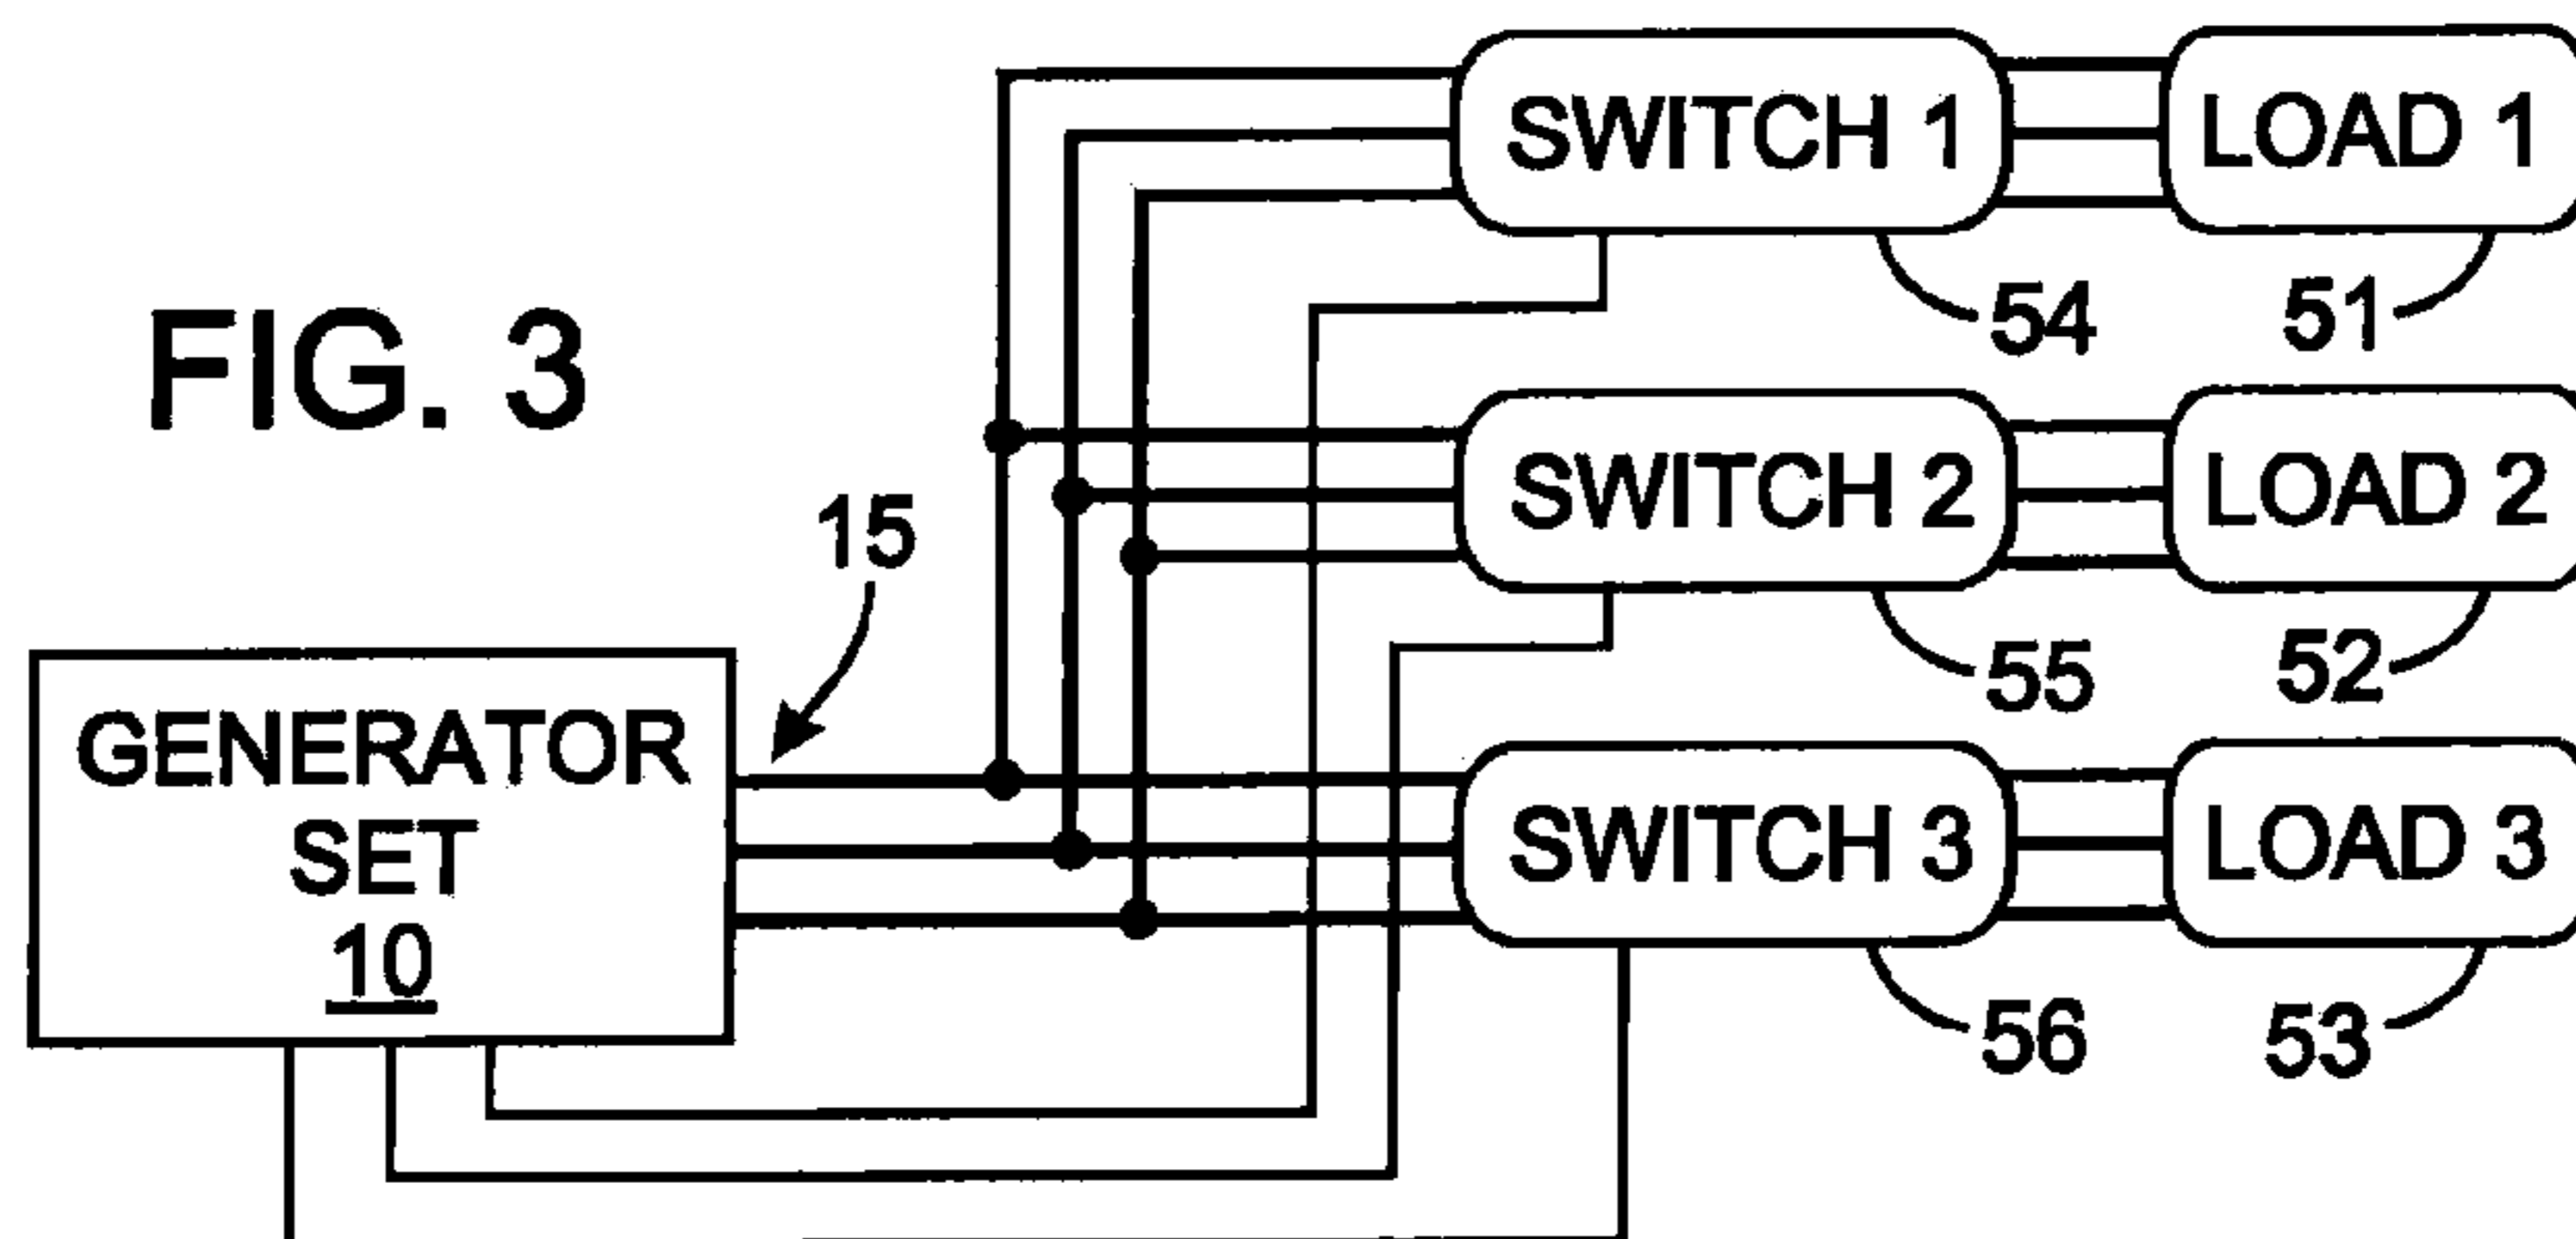 SWITCH 1
LOAD 1
54
51
FIG. 3
SWITCH 2
LOAD 2
15
55
52
GENERATOR
SET
10
SWITCH 3
LOAD 3
56
53